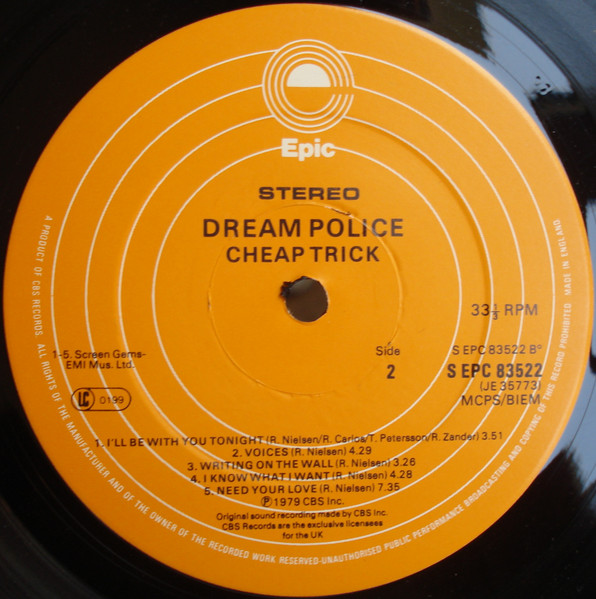 Epic
STEREO
DREAM POLICE
CHEAP TRICK
33⅓ RPM
1-5. Screen Gems-
EMI Mus. Ltd.
LC 0199
Side
2
S EPC 83522 B°
S EPC 83522
(JE 35773)
MCPS/BIEM
1. I'LL BE WITH YOU TONIGHT (R. Nielsen/R. Carlos/T. Petersson/R. Zander) 3.51
2. VOICES (R. Nielsen) 4.29
3. WRITING ON THE WALL (R. Nielsen) 3.26
4. I KNOW WHAT I WANT (R. Nielsen) 4.28
5. NEED YOUR LOVE (R. Nielsen) 7.35
℗ 1979 CBS Inc.
Original sound recording made by CBS Inc.
CBS Records are the exclusive licensees
for the UK
A PRODUCT OF CBS RECORDS. ALL RIGHTS OF THE MANUFACTURER AND OF THE OWNER OF THE RECORDED WORK RESERVED-UNAUTHORISED PUBLIC PERFORMANCE BROADCASTING AND COPYING OF THIS RECORD PROHIBITED. MADE IN ENGLAND.